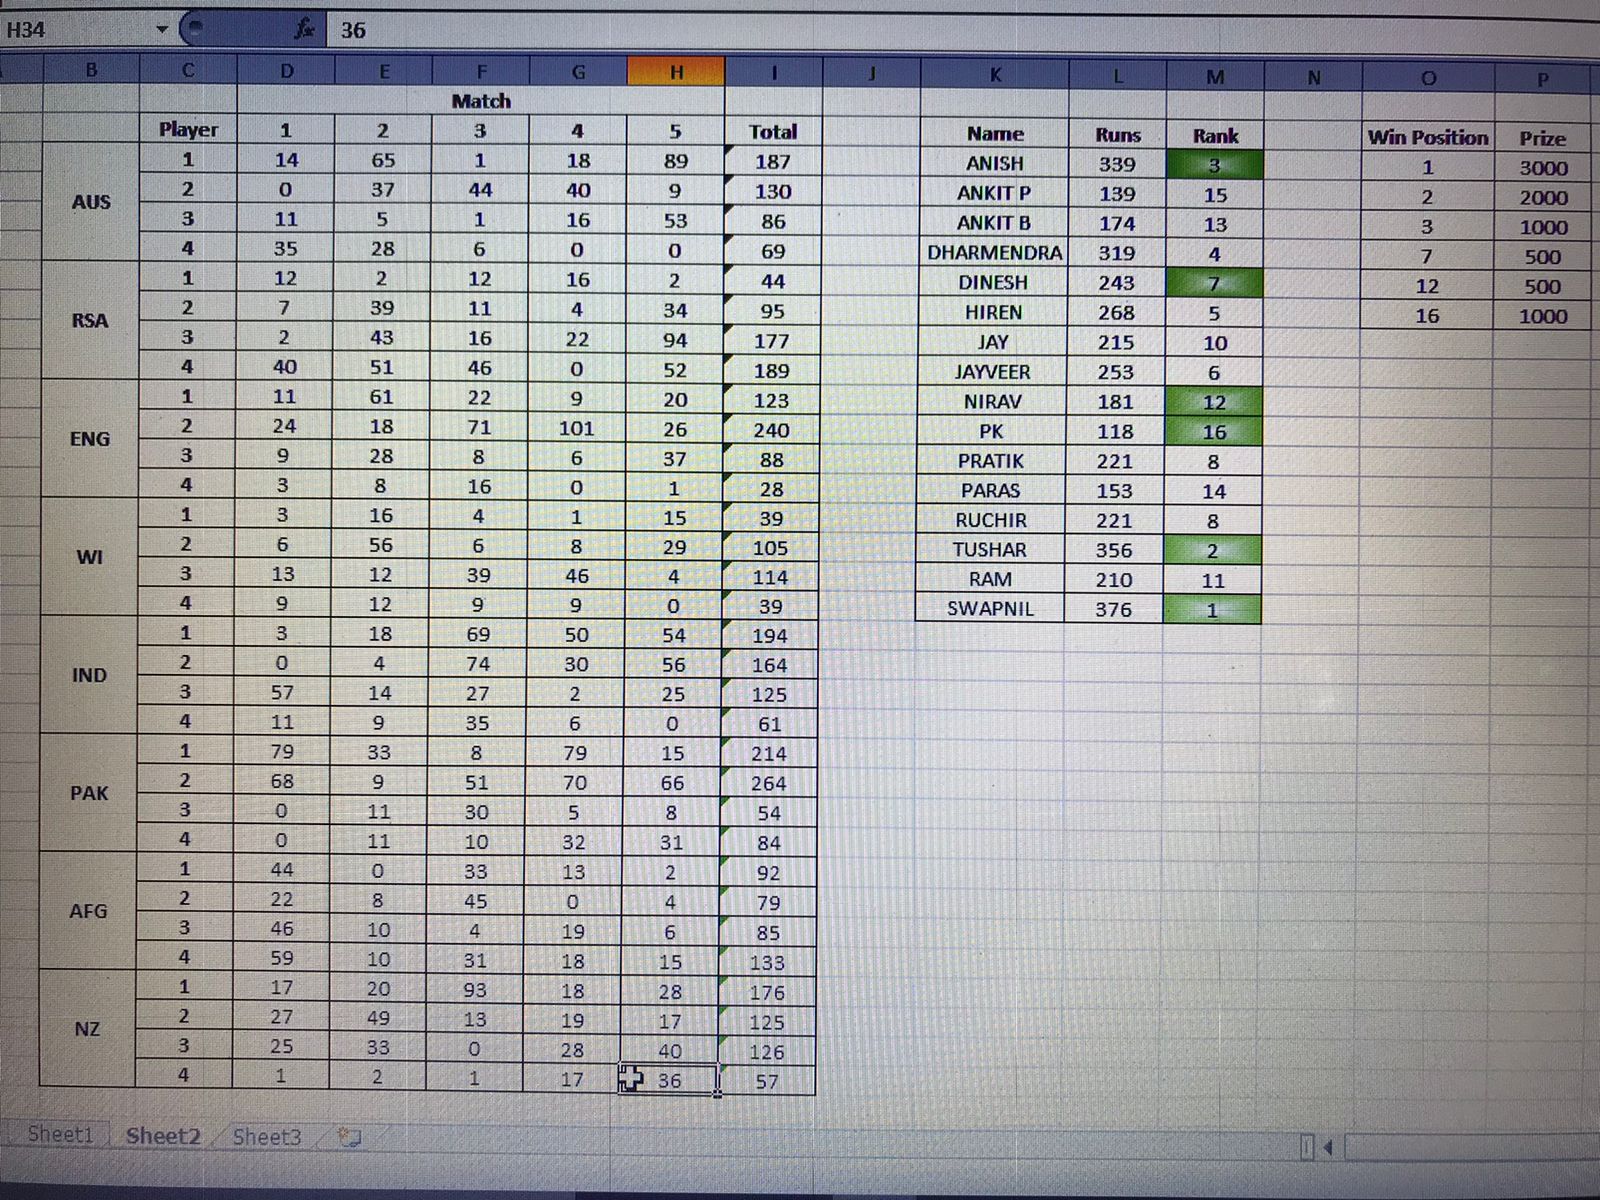 H34 fx 36
B C D E F G H I J K L M N O P
Match
Player 1 2 3 4 5 Total Name Runs Rank Win Position Prize
1 14 65 1 18 89 187 ANISH 339 3 1 3000
2 0 37 44 40 9 130 ANKIT P 139 15 2 2000
AUS
3 11 5 1 16 53 86 ANKIT B 174 13 3 1000
4 35 28 6 0 0 69 DHARMENDRA 319 4 7 500
1 12 2 12 16 2 44 DINESH 243 7 12 500
2 7 39 11 4 34 95 HIREN 268 5 16 1000
RSA
3 2 43 16 22 94 177 JAY 215 10
4 40 51 46 0 52 189 JAYVEER 253 6
1 11 61 22 9 20 123 NIRAV 181 12
2 24 18 71 101 26 240 PK 118 16
ENG
3 9 28 8 6 37 88 PRATIK 221 8
4 3 8 16 0 1 28 PARAS 153 14
1 3 16 4 1 15 39 RUCHIR 221 8
2 6 56 6 8 29 105 TUSHAR 356 2
WI
3 13 12 39 46 4 114 RAM 210 11
4 9 12 9 9 0 39 SWAPNIL 376 1
1 3 18 69 50 54 194
2 0 4 74 30 56 164
IND
3 57 14 27 2 25 125
4 11 9 35 6 0 61
1 79 33 8 79 15 214
2 68 9 51 70 66 264
PAK
3 0 11 30 5 8 54
4 0 11 10 32 31 84
1 44 0 33 13 2 92
2 22 8 45 0 4 79
AFG
3 46 10 4 19 6 85
4 59 10 31 18 15 133
1 17 20 93 18 28 176
2 27 49 13 19 17 125
NZ
3 25 33 0 28 40 126
4 1 2 1 17 36 57
Sheet1 Sheet2 Sheet3